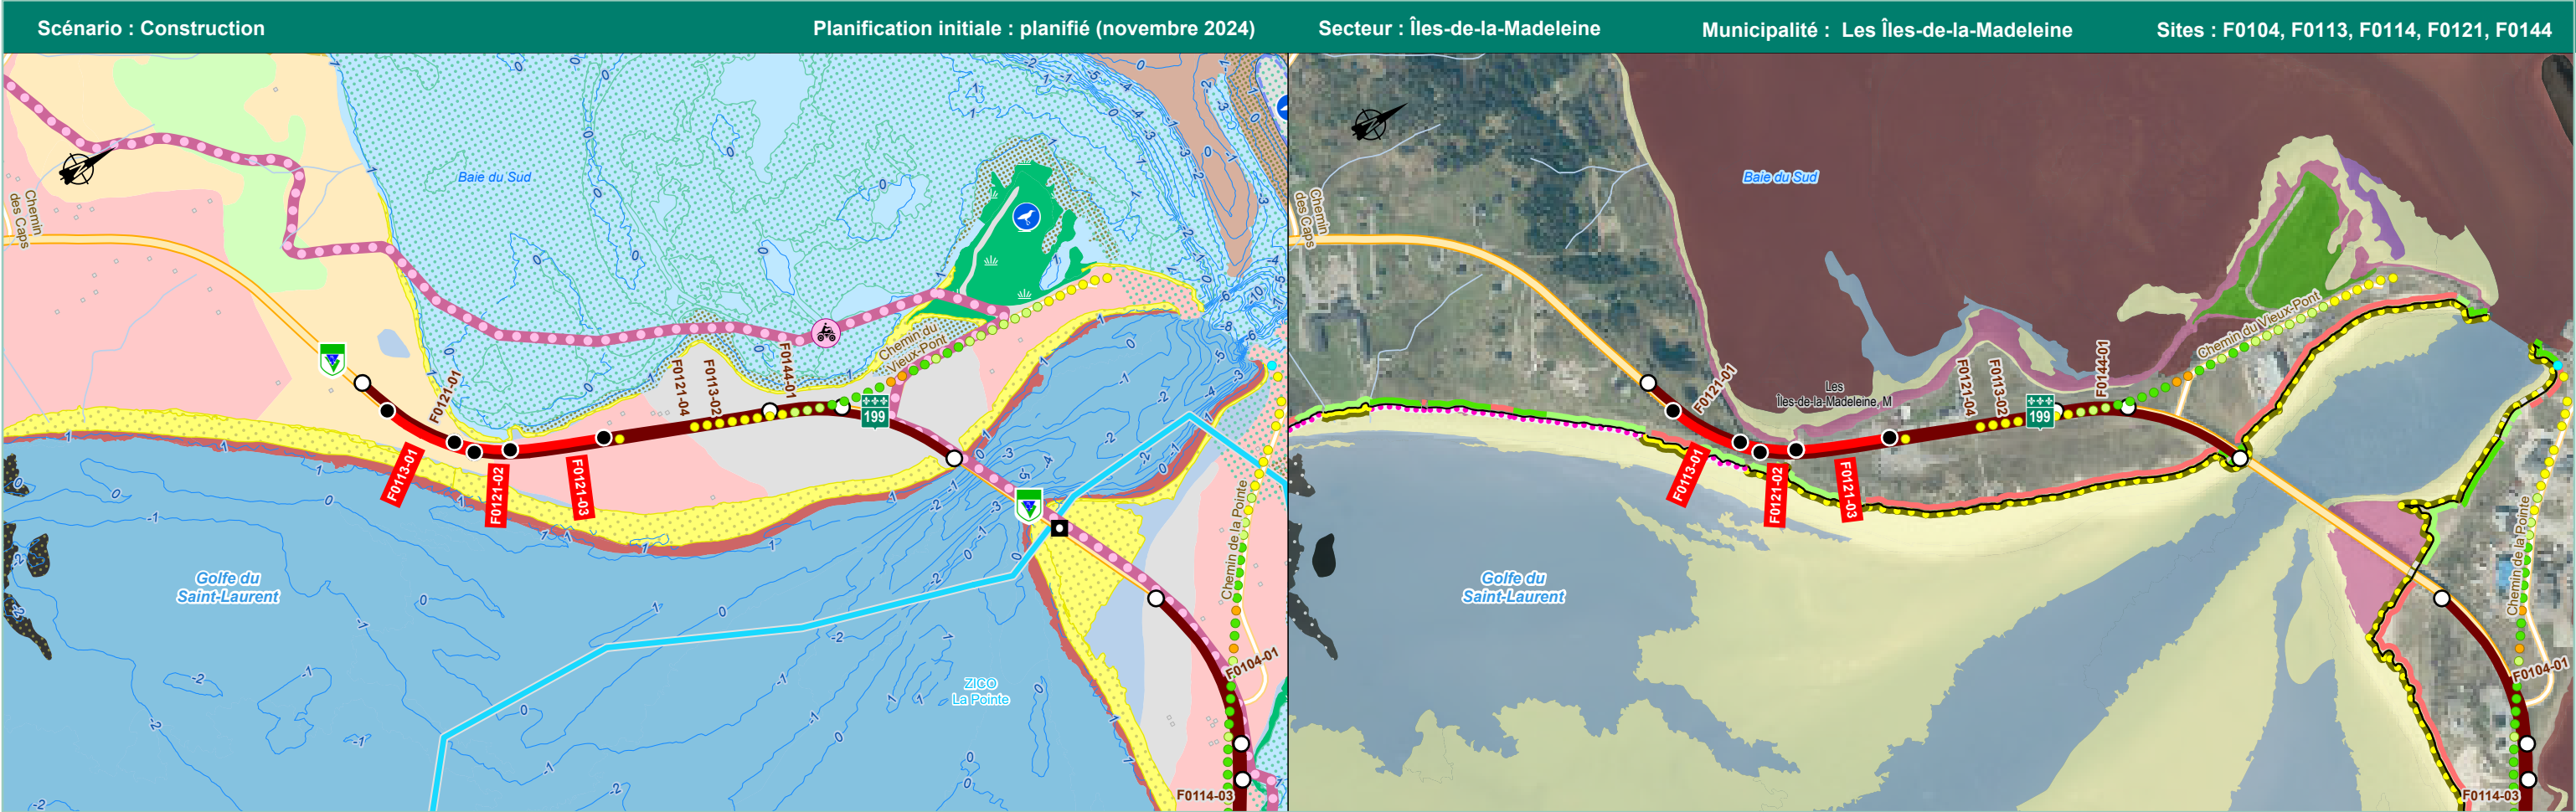 Scénario : Construction
Planification initiale : planifié (novembre 2024)
Secteur : Îles-de-la-Madeleine
Municipalité : Les Îles-de-la-Madeleine
Sites : F0104, F0113, F0114, F0121, F0144
Baie du Sud
Chemin
des Caps
F0121-01
F0113-01
F0121-02
F0121-03
F0121-04
F0113-02
F0144-01
Chemin du
Vieux-Pont
199
Golfe du
Saint-Laurent
ZICO
La Pointe
Chemin de la Pointe
F0104-01
F0114-03
Baie du Sud
Chemin
des Caps
F0121-01
F0113-01
F0121-02
F0121-03
Les
Îles-de-la-Madeleine, M
F0121-04
F0113-02
F0144-01
199
Chemin du Vieux-Pont
Golfe du
Saint-Laurent
Chemin de la Pointe
F0104-01
F0114-03